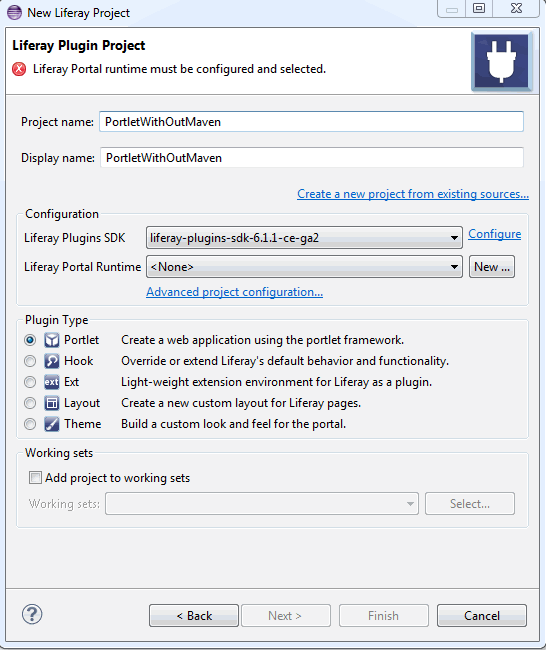 New Liferay Project
Liferay Plugin Project
Liferay Portal runtime must be configured and selected.
Project name: PortletWithOutMaven
Display name: PortletWithOutMaven
Create a new project from existing sources...
Configuration
Liferay Plugins SDK liferay-plugins-sdk-6.1.1-ce-ga2 Configure
Liferay Portal Runtime <None> New ...
Advanced project configuration...
Plugin Type
Portlet Create a web application using the portlet framework.
Hook Override or extend Liferay's default behavior and functionality.
ext Ext Light-weight extension environment for Liferay as a plugin.
Layout Create a new custom layout for Liferay pages.
Theme Build a custom look and feel for the portal.
Working sets
Add project to working sets
Working sets: Select...
? < Back Next > Finish Cancel